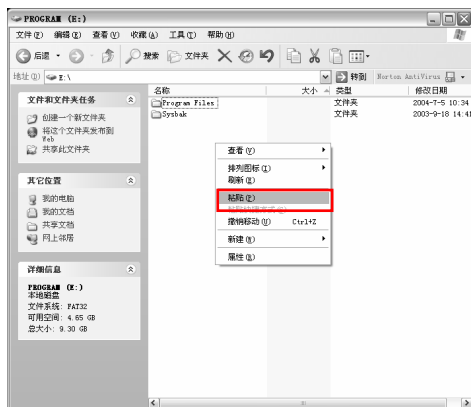 PROGRAM (E:)
文件(F) 编辑(E) 查看(V) 收藏(A) 工具(T) 帮助(H)
后退 搜索 文件夹
地址(D) E:\ 转到 Norton AntiVirus
名称 大小 类型 修改日期
Program Files 文件夹 2004-7-5 10:34
Sysbak 文件夹 2003-9-18 14:41
文件和文件夹任务
创建一个新文件夹
将这个文件夹发布到
Web
共享此文件夹
其它位置
我的电脑
我的文档
共享文档
网上邻居
详细信息
PROGRAM (E:)
本地磁盘
文件系统: FAT32
可用空间: 4.65 GB
总大小: 9.30 GB
查看(V)
排列图标(I)
刷新(E)
粘贴(P)
粘贴快捷方式(S)
撤销移动(U) Ctrl+Z
新建(W)
属性(R)